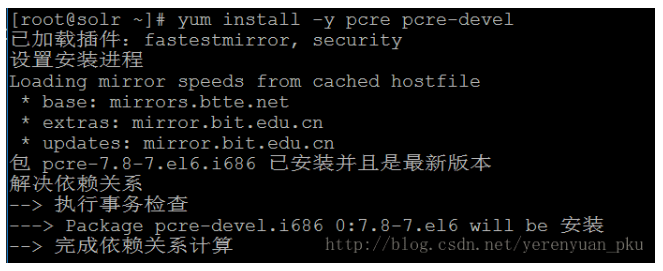 [root@solr ~]# yum install -y pcre pcre-devel
已加载插件: fastestmirror, security
设置安装进程
Loading mirror speeds from cached hostfile
 * base: mirrors.btte.net
 * extras: mirror.bit.edu.cn
 * updates: mirror.bit.edu.cn
包 pcre-7.8-7.el6.i686 已安装并且是最新版本
解决依赖关系
--> 执行事务检查
---> Package pcre-devel.i686 0:7.8-7.el6 will be 安装
--> 完成依赖关系计算 http://blog.csdn.net/yerenyuan_pku